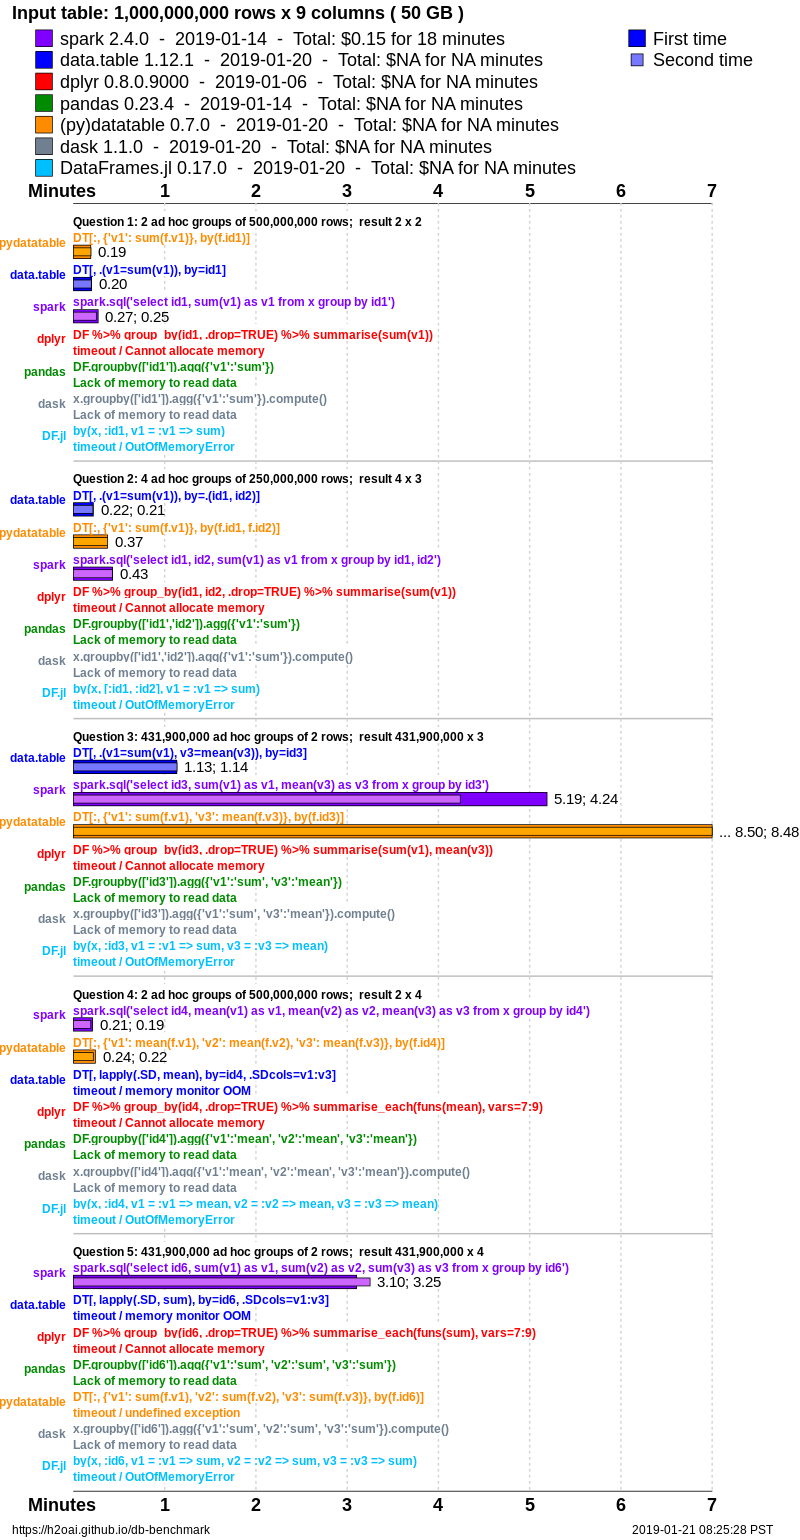 Input table: 1,000,000,000 rows x 9 columns ( 50 GB )
spark 2.4.0  -  2019-01-14  -  Total: $0.15 for 18 minutes
First time
data.table 1.12.1  -  2019-01-20  -  Total: $NA for NA minutes
Second time
dplyr 0.8.0.9000  -  2019-01-06  -  Total: $NA for NA minutes
pandas 0.23.4  -  2019-01-14  -  Total: $NA for NA minutes
(py)datatable 0.7.0  -  2019-01-20  -  Total: $NA for NA minutes
dask 1.1.0  -  2019-01-20  -  Total: $NA for NA minutes
DataFrames.jl 0.17.0  -  2019-01-20  -  Total: $NA for NA minutes
Minutes 1 2 3 4 5 6 7
Question 1: 2 ad hoc groups of 500,000,000 rows;  result 2 x 2
DT[:, {'v1': sum(f.v1)}, by(f.id1)]
pydatatable 0.19
DT[, .(v1=sum(v1)), by=id1]
data.table 0.20
spark.sql('select id1, sum(v1) as v1 from x group by id1')
spark 0.27; 0.25
DF %>% group_by(id1, .drop=TRUE) %>% summarise(sum(v1))
dplyr
timeout / Cannot allocate memory
DF.groupby(['id1']).agg({'v1':'sum'})
pandas
Lack of memory to read data
x.groupby(['id1']).agg({'v1':'sum'}).compute()
dask
Lack of memory to read data
by(x, :id1, v1 = :v1 => sum)
DF.jl
timeout / OutOfMemoryError
Question 2: 4 ad hoc groups of 250,000,000 rows;  result 4 x 3
DT[, .(v1=sum(v1)), by=.(id1, id2)]
data.table 0.22; 0.21
DT[:, {'v1': sum(f.v1)}, by(f.id1, f.id2)]
pydatatable 0.37
spark.sql('select id1, id2, sum(v1) as v1 from x group by id1, id2')
spark 0.43
DF %>% group_by(id1, id2, .drop=TRUE) %>% summarise(sum(v1))
dplyr
timeout / Cannot allocate memory
DF.groupby(['id1','id2']).agg({'v1':'sum'})
pandas
Lack of memory to read data
x.groupby(['id1','id2']).agg({'v1':'sum'}).compute()
dask
Lack of memory to read data
by(x, [:id1, :id2], v1 = :v1 => sum)
DF.jl
timeout / OutOfMemoryError
Question 3: 431,900,000 ad hoc groups of 2 rows;  result 431,900,000 x 3
DT[, .(v1=sum(v1), v3=mean(v3)), by=id3]
data.table 1.13; 1.14
spark.sql('select id3, sum(v1) as v1, mean(v3) as v3 from x group by id3')
spark 5.19; 4.24
DT[:, {'v1': sum(f.v1), 'v3': mean(f.v3)}, by(f.id3)]
pydatatable ... 8.50; 8.48
DF %>% group_by(id3, .drop=TRUE) %>% summarise(sum(v1), mean(v3))
dplyr
timeout / Cannot allocate memory
DF.groupby(['id3']).agg({'v1':'sum', 'v3':'mean'})
pandas
Lack of memory to read data
x.groupby(['id3']).agg({'v1':'sum', 'v3':'mean'}).compute()
dask
Lack of memory to read data
by(x, :id3, v1 = :v1 => sum, v3 = :v3 => mean)
DF.jl
timeout / OutOfMemoryError
Question 4: 2 ad hoc groups of 500,000,000 rows;  result 2 x 4
spark.sql('select id4, mean(v1) as v1, mean(v2) as v2, mean(v3) as v3 from x group by id4')
spark 0.21; 0.19
DT[:, {'v1': mean(f.v1), 'v2': mean(f.v2), 'v3': mean(f.v3)}, by(f.id4)]
pydatatable 0.24; 0.22
DT[, lapply(.SD, mean), by=id4, .SDcols=v1:v3]
data.table
timeout / memory monitor OOM
DF %>% group_by(id4, .drop=TRUE) %>% summarise_each(funs(mean), vars=7:9)
dplyr
timeout / Cannot allocate memory
DF.groupby(['id4']).agg({'v1':'mean', 'v2':'mean', 'v3':'mean'})
pandas
Lack of memory to read data
x.groupby(['id4']).agg({'v1':'mean', 'v2':'mean', 'v3':'mean'}).compute()
dask
Lack of memory to read data
by(x, :id4, v1 = :v1 => mean, v2 = :v2 => mean, v3 = :v3 => mean)
DF.jl
timeout / OutOfMemoryError
Question 5: 431,900,000 ad hoc groups of 2 rows;  result 431,900,000 x 4
spark.sql('select id6, sum(v1) as v1, sum(v2) as v2, sum(v3) as v3 from x group by id6')
spark 3.10; 3.25
DT[, lapply(.SD, sum), by=id6, .SDcols=v1:v3]
data.table
timeout / memory monitor OOM
DF %>% group_by(id6, .drop=TRUE) %>% summarise_each(funs(sum), vars=7:9)
dplyr
timeout / Cannot allocate memory
DF.groupby(['id6']).agg({'v1':'sum', 'v2':'sum', 'v3':'sum'})
pandas
Lack of memory to read data
DT[:, {'v1': sum(f.v1), 'v2': sum(f.v2), 'v3': sum(f.v3)}, by(f.id6)]
pydatatable
timeout / undefined exception
x.groupby(['id6']).agg({'v1':'sum', 'v2':'sum', 'v3':'sum'}).compute()
dask
Lack of memory to read data
by(x, :id6, v1 = :v1 => sum, v2 = :v2 => sum, v3 = :v3 => sum)
DF.jl
timeout / OutOfMemoryError
Minutes 1 2 3 4 5 6 7
https://h2oai.github.io/db-benchmark
2019-01-21 08:25:28 PST